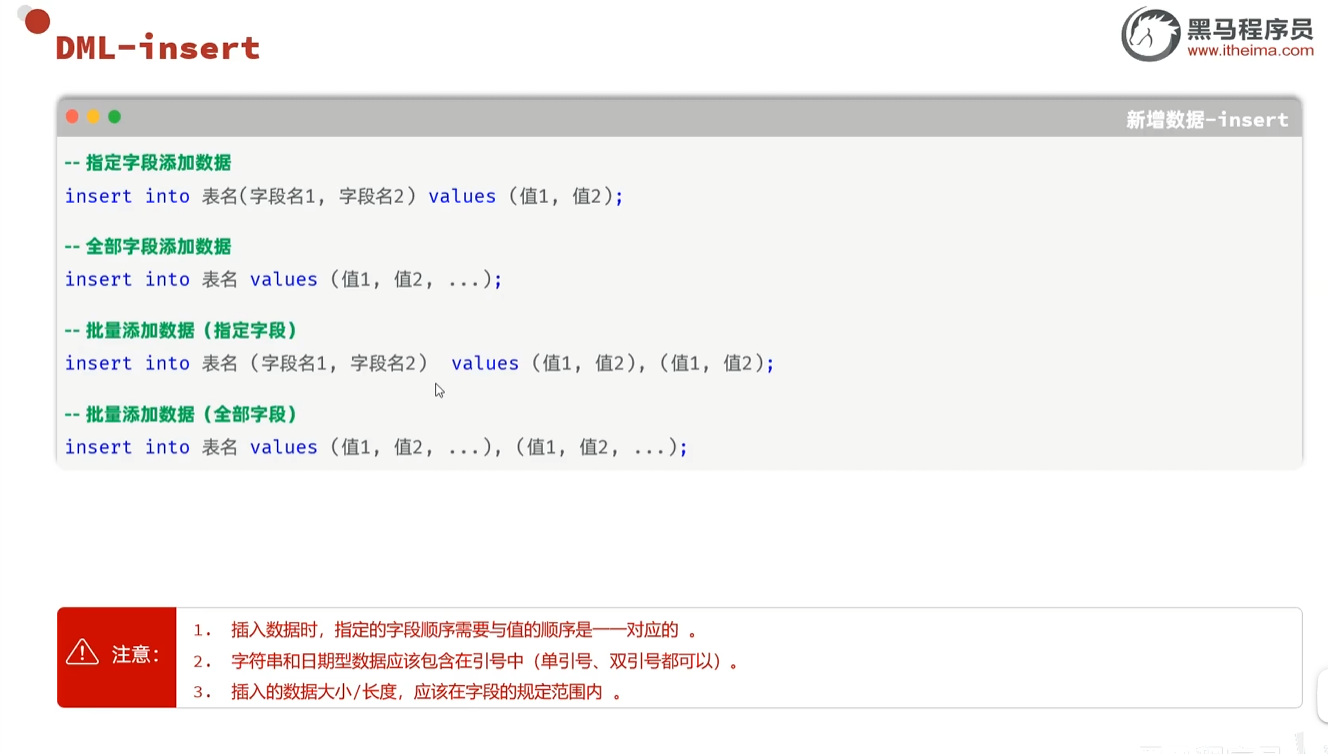 黑马程序员
www.itheima.com
DML-insert
新增数据-insert
-- 指定字段添加数据
insert into 表名(字段名1, 字段名2) values (值1, 值2);
-- 全部字段添加数据
insert into 表名 values (值1, 值2, ...);
-- 批量添加数据（指定字段）
insert into 表名 (字段名1, 字段名2) values (值1, 值2), (值1, 值2);
-- 批量添加数据（全部字段）
insert into 表名 values (值1, 值2, ...), (值1, 值2, ...);
注意：
1. 插入数据时，指定的字段顺序需要与值的顺序是一一对应的 。
2. 字符串和日期型数据应该包含在引号中（单引号、双引号都可以）。
3. 插入的数据大小/长度，应该在字段的规定范围内 。